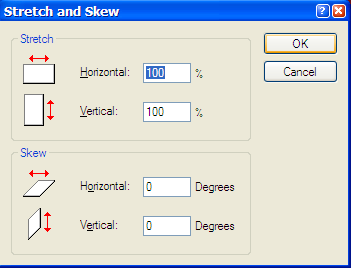 Stretch and Skew
Stretch
Horizontal: 100 %
Vertical: 100 %
OK
Cancel
Skew
Horizontal: 0 Degrees
Vertical: 0 Degrees